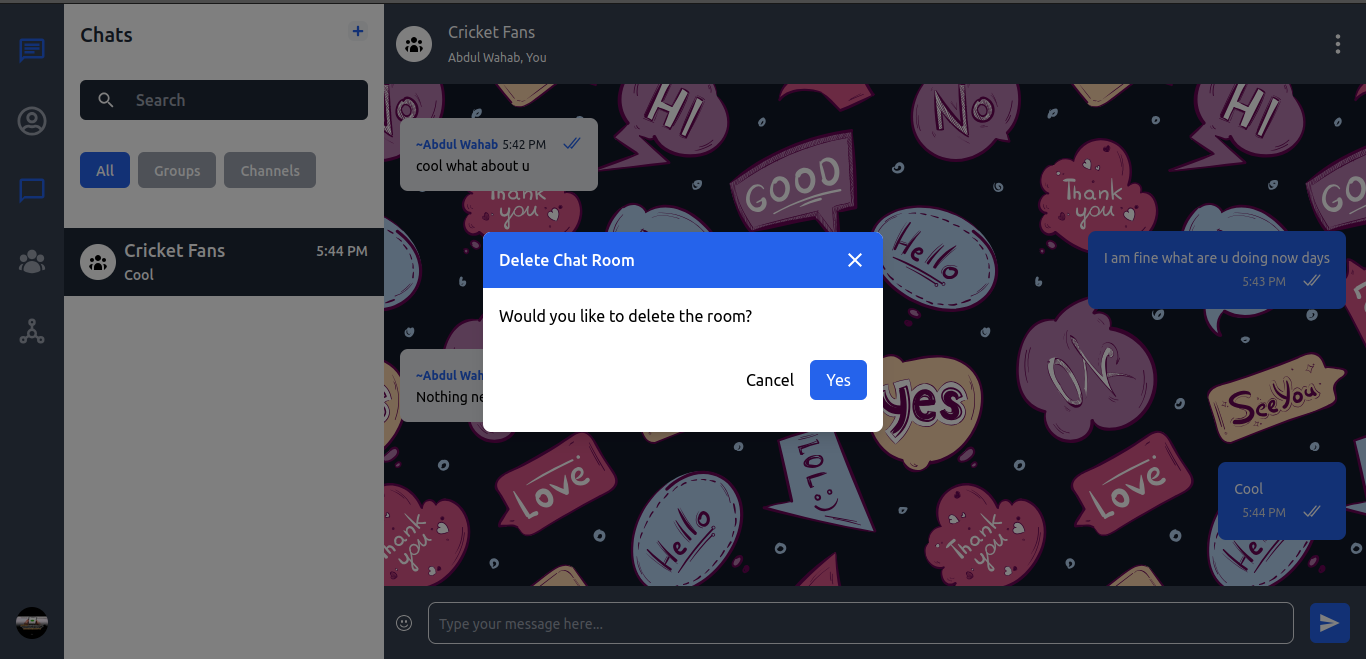 Chats
+
Search
All
Groups
Channels
Cricket Fans
5:44 PM
Cool
Cricket Fans
Abdul Wahab, You
~Abdul Wahab 5:42 PM
cool what about u
I am fine what are u doing now days
5:43 PM
~Abdul Wah
Nothing ne
Cool
5:44 PM
Delete Chat Room
Would you like to delete the room?
Cancel
Yes
Type your message here...
No
HI
No
HI
GOOD
GO
Thank
you
Thank
you
Hello
OK
Yes
See You
Love
LOL
Love
Hello
Thank
you
Hello
hank
you